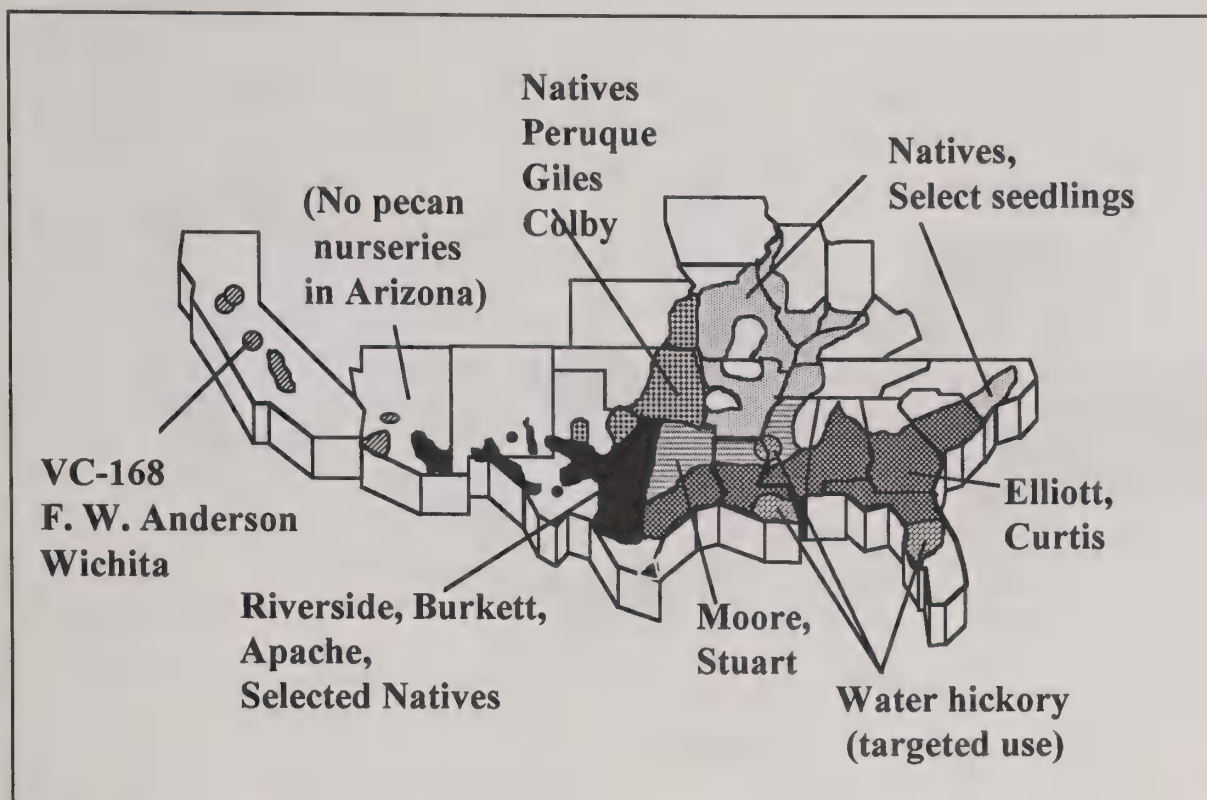 Natives
Peruque
Giles
Colby
Natives,
Select seedlings
(No pecan
nurseries
in Arizona)
VC-168
F. W. Anderson
Wichita
Elliott,
Curtis
Riverside, Burkett,
Apache,
Selected Natives
Moore,
Stuart
Water hickory
(targeted use)